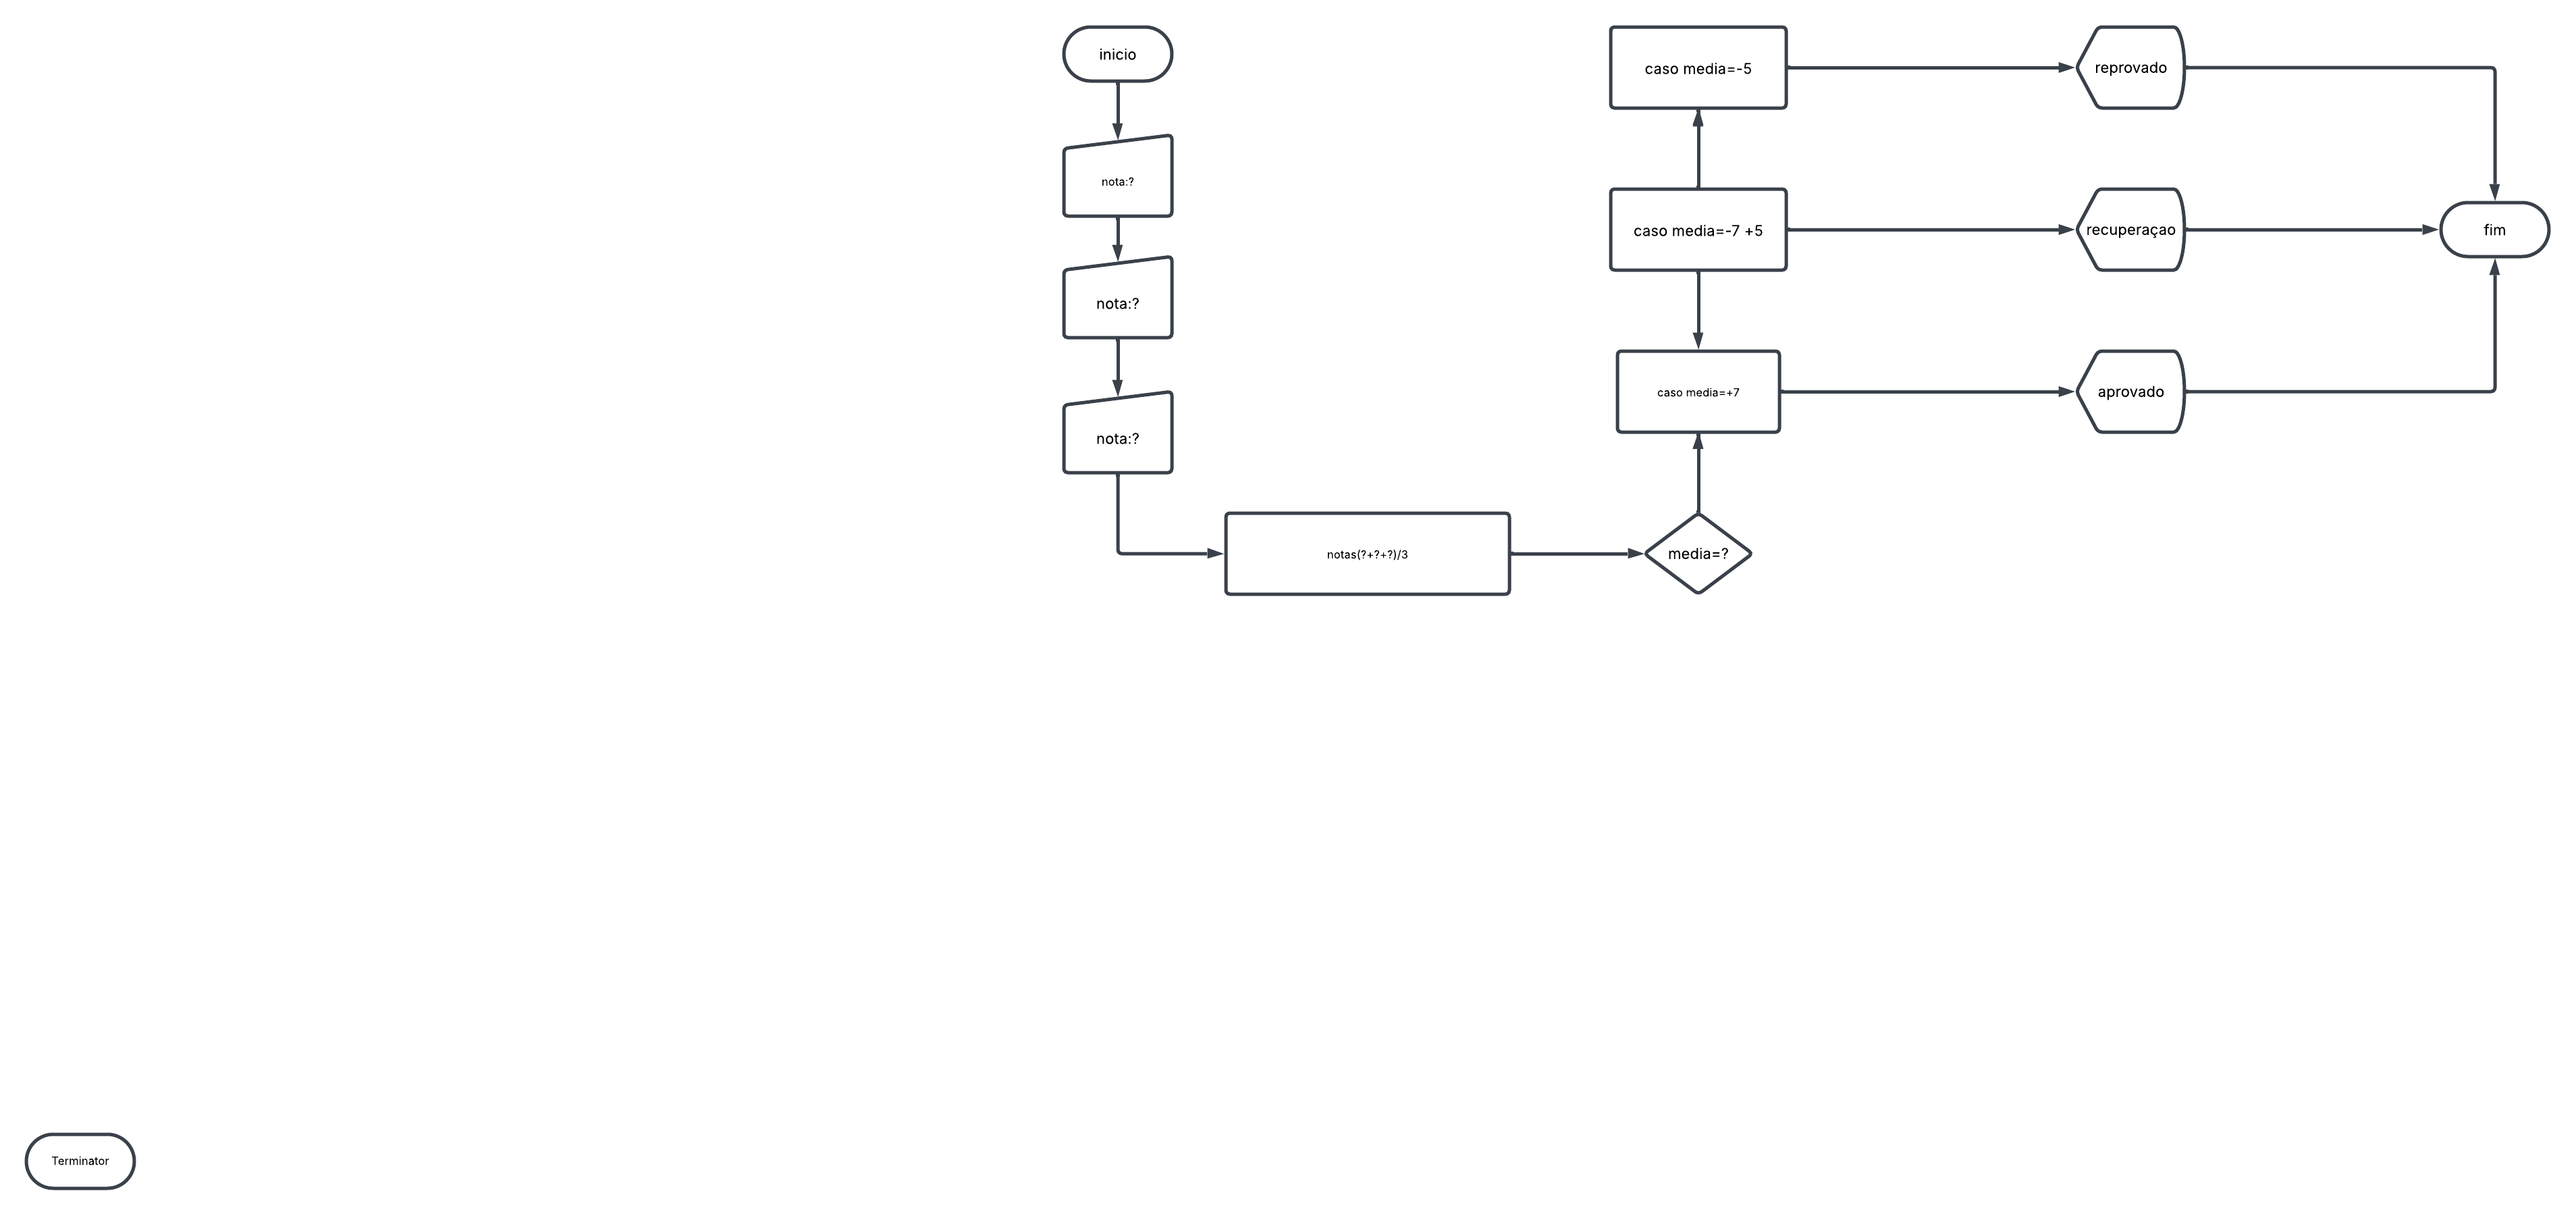 inicio
nota:?
nota:?
nota:?
notas(?+?+?)/3
media=?
caso media=+7
caso media=-7 +5
caso media=-5
reprovado
recuperaçao
aprovado
fim
Terminator